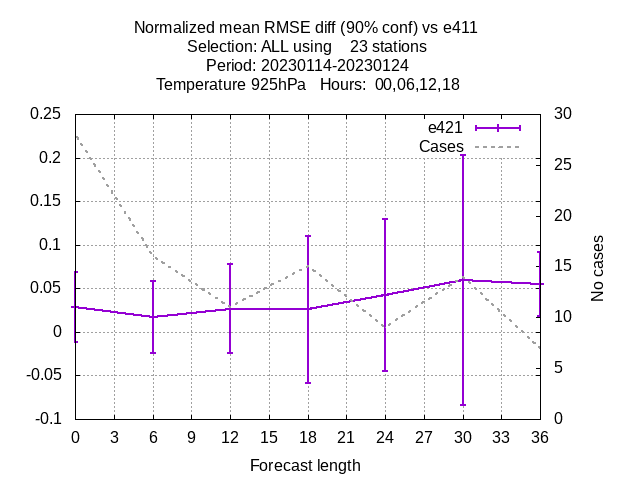 Normalized mean RMSE diff (90% conf) vs e411
Selection: ALL using    23 stations
Period: 20230114-20230124
Temperature 925hPa   Hours:  00,06,12,18
e421
Cases
0.25
0.2
0.15
0.1
0.05
0
-0.05
-0.1
30
25
20
15
10
5
0
No cases
0 3 6 9 12 15 18 21 24 27 30 33 36
Forecast length